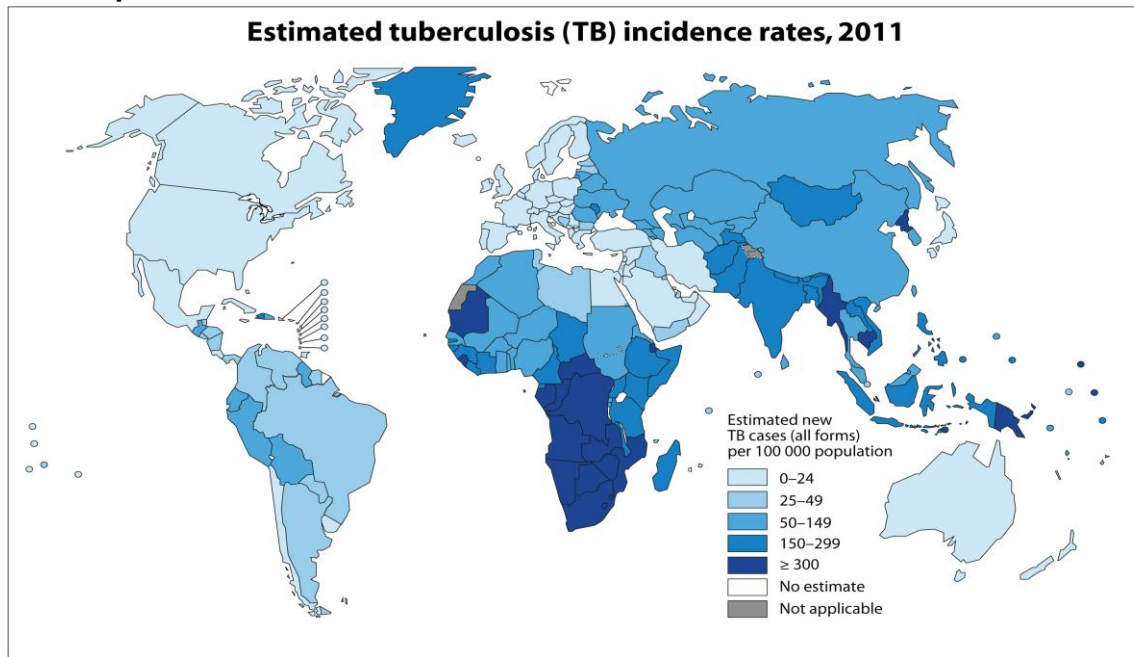 Estimated tuberculosis (TB) incidence rates, 2011
Estimated new
TB cases (all forms)
per 100 000 population
0–24
25–49
50–149
150–299
≥ 300
No estimate
Not applicable